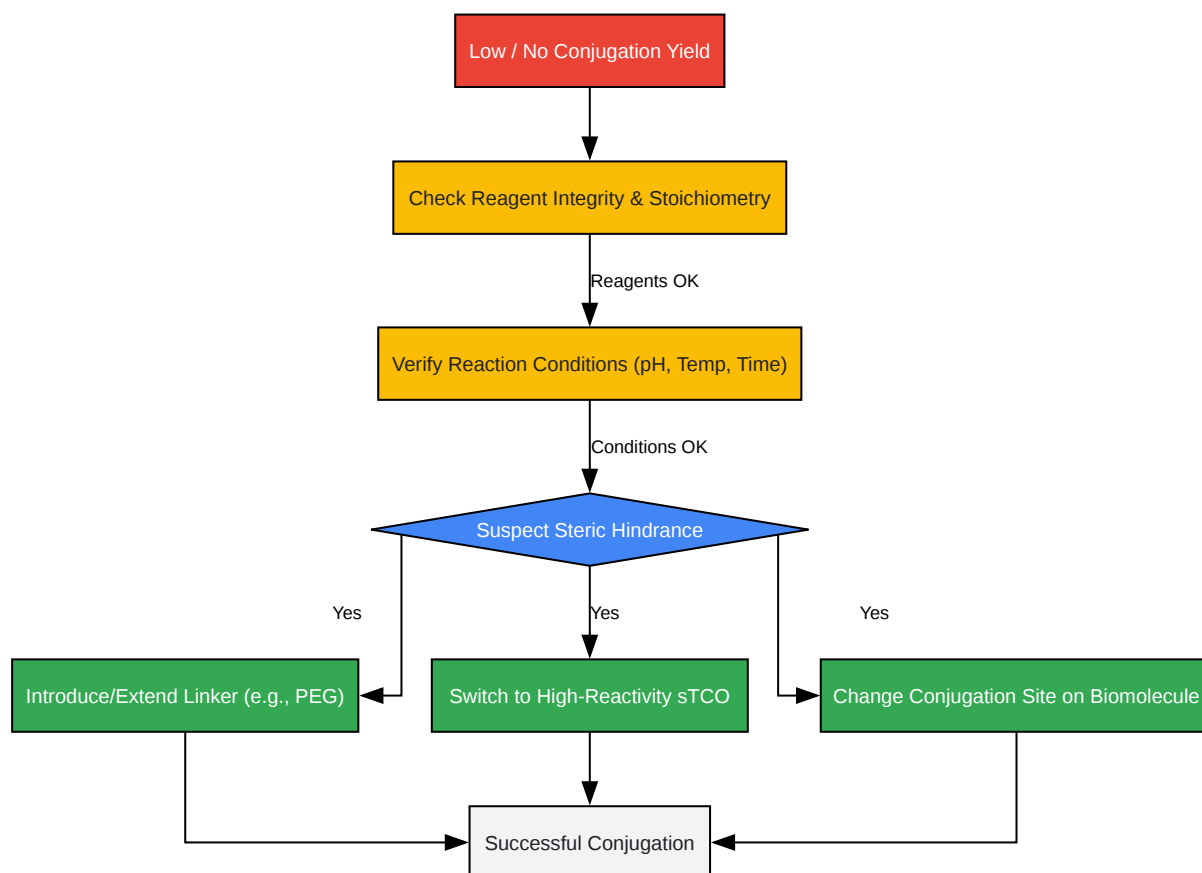 Low / No Conjugation Yield
Check Reagent Integrity & Stoichiometry
Reagents OK
Verify Reaction Conditions (pH, Temp, Time)
Conditions OK
Suspect Steric Hindrance
Yes
Yes
Yes
Introduce/Extend Linker (e.g., PEG)
Switch to High-Reactivity sTCO
Change Conjugation Site on Biomolecule
Successful Conjugation